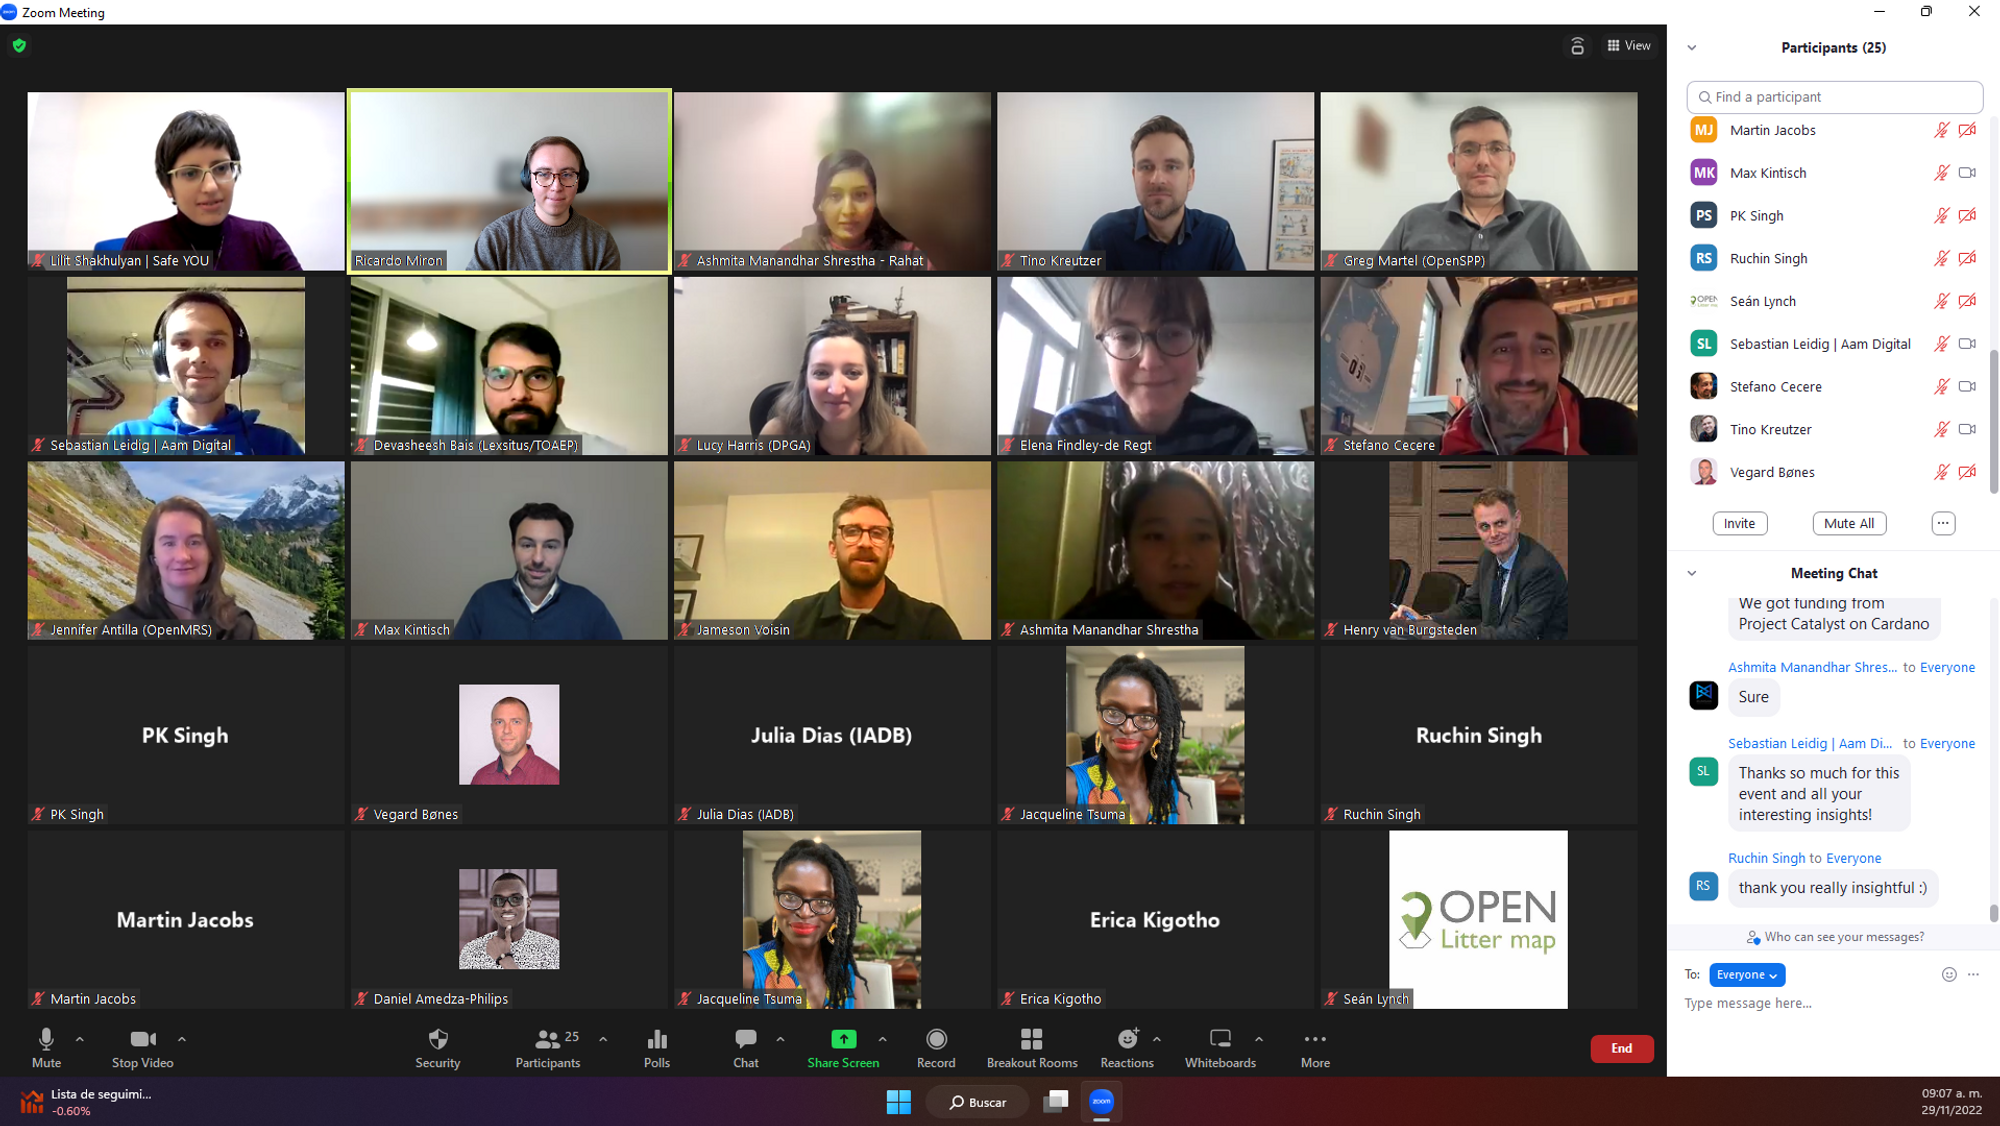 Zoom Meeting
View
Lilit Shakhulyan | Safe YOU
Ricardo Miron
Ashmita Manandhar Shrestha - Rahat
Tino Kreutzer
Greg Martel (OpenSPP)
Sebastian Leidig | Aam Digital
Devasheesh Bais (Lexsitus/TOAEP)
Lucy Harris (DPGA)
Elena Findley-de Regt
Stefano Cecere
Jennifer Antilla (OpenMRS)
Max Kintisch
Jameson Voisin
Ashmita Manandhar Shrestha
Henry van Burgsteden
PK Singh
Julia Dias (IADB)
Ruchin Singh
PK Singh
Vegard Bønes
Julia Dias (IADB)
Jacqueline Tsuma
Ruchin Singh
Martin Jacobs
Erica Kigotho
OPEN
Litter map
Martin Jacobs
Daniel Amedza-Philips
Jacqueline Tsuma
Erica Kigotho
Seán Lynch
Mute
Stop Video
Security
25
Participants
Polls
Chat
Share Screen
Record
Breakout Rooms
Reactions
Whiteboards
More
End
Participants (25)
Find a participant
MJ Martin Jacobs
MK Max Kintisch
PS PK Singh
RS Ruchin Singh
OPEN Litter map Seán Lynch
SL Sebastian Leidig | Aam Digital
Stefano Cecere
Tino Kreutzer
Vegard Bønes
Invite
Mute All
Meeting Chat
We got funding from
Project Catalyst on Cardano
Ashmita Manandhar Shres... to Everyone
Sure
Sebastian Leidig | Aam Di... to Everyone
SL
Thanks so much for this
event and all your
interesting insights!
Ruchin Singh to Everyone
RS
thank you really insightful :)
Who can see your messages?
To: Everyone
Type message here...
Lista de seguimi...
-0.60%
Buscar
zoom
09:07 a. m.
29/11/2022